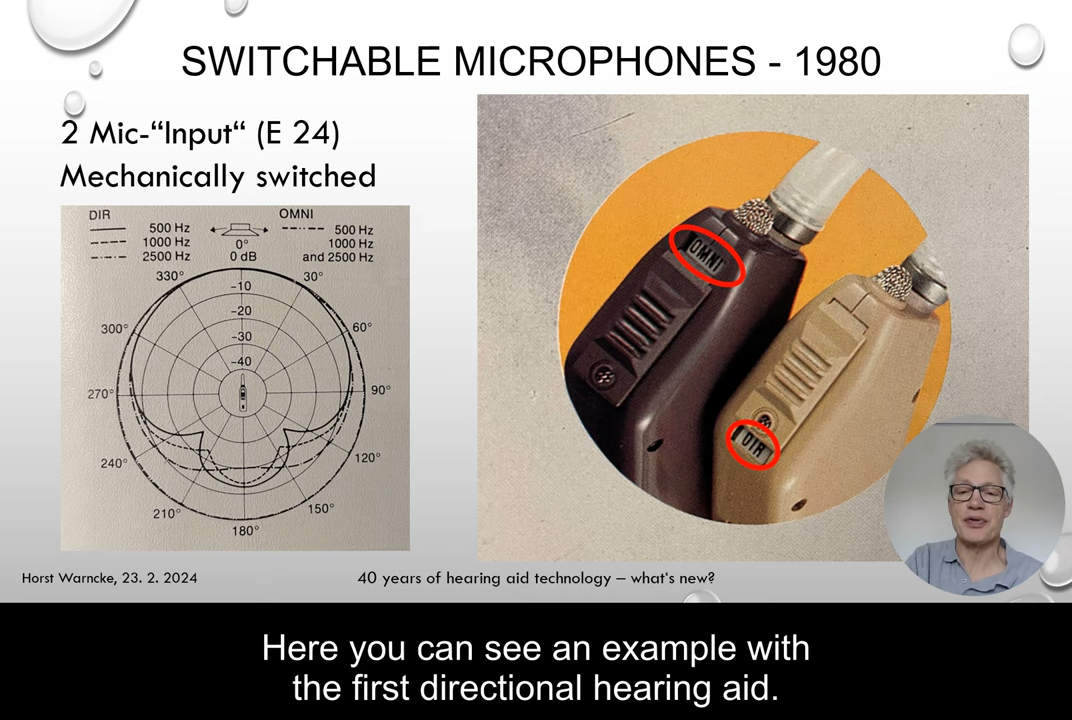 SWITCHABLE MICROPHONES - 1980
2 Mic-“Input“ (E 24)
Mechanically switched
DIR
OMNI
500 Hz
1000 Hz
2500 Hz
0°
0 dB
500 Hz
1000 Hz
and 2500 Hz
330°
30°
-10
-20
-30
-40
300°
60°
270°
90°
240°
120°
210°
150°
180°
OMNI
DIR
Horst Warncke, 23. 2. 2024
40 years of hearing aid technology – what's new?
Here you can see an example with
the first directional hearing aid.